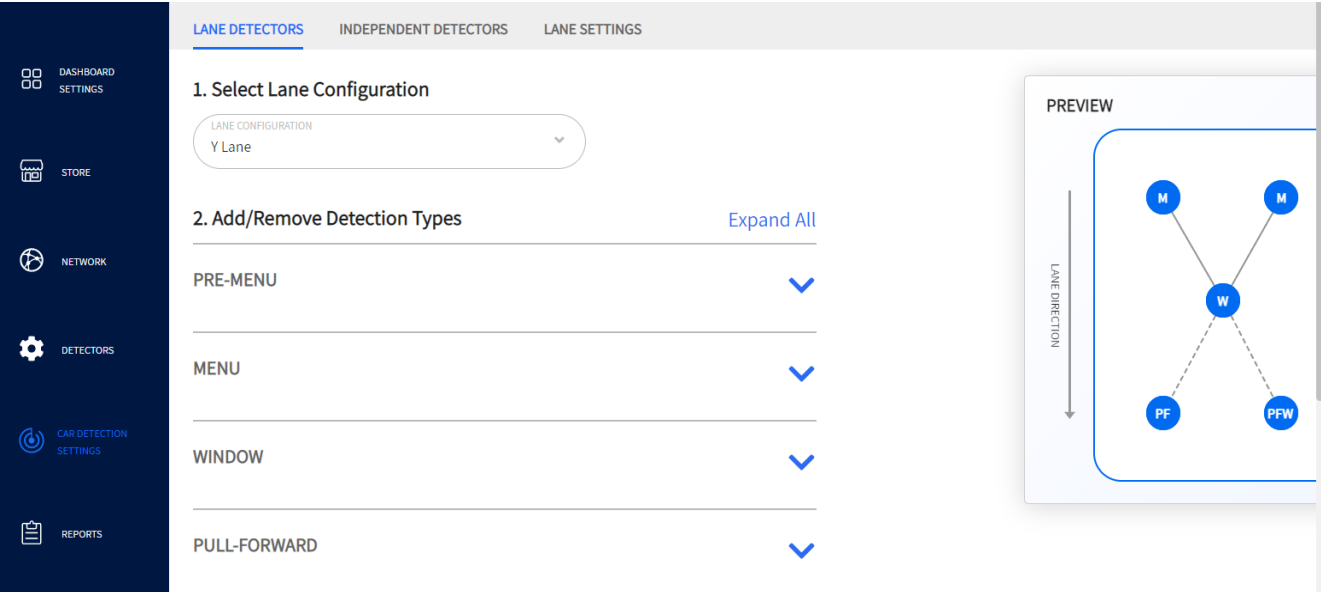 LANE DETECTORS INDEPENDENT DETECTORS LANE SETTINGS
DASHBOARD
SETTINGS
STORE
NETWORK
DETECTORS
CAR DETECTION
SETTINGS
REPORTS
1. Select Lane Configuration
LANE CONFIGURATION
Y Lane
2. Add/Remove Detection Types Expand All
PRE-MENU
MENU
WINDOW
PULL-FORWARD
PREVIEW
LANE DIRECTION
M M
W
PF PFW